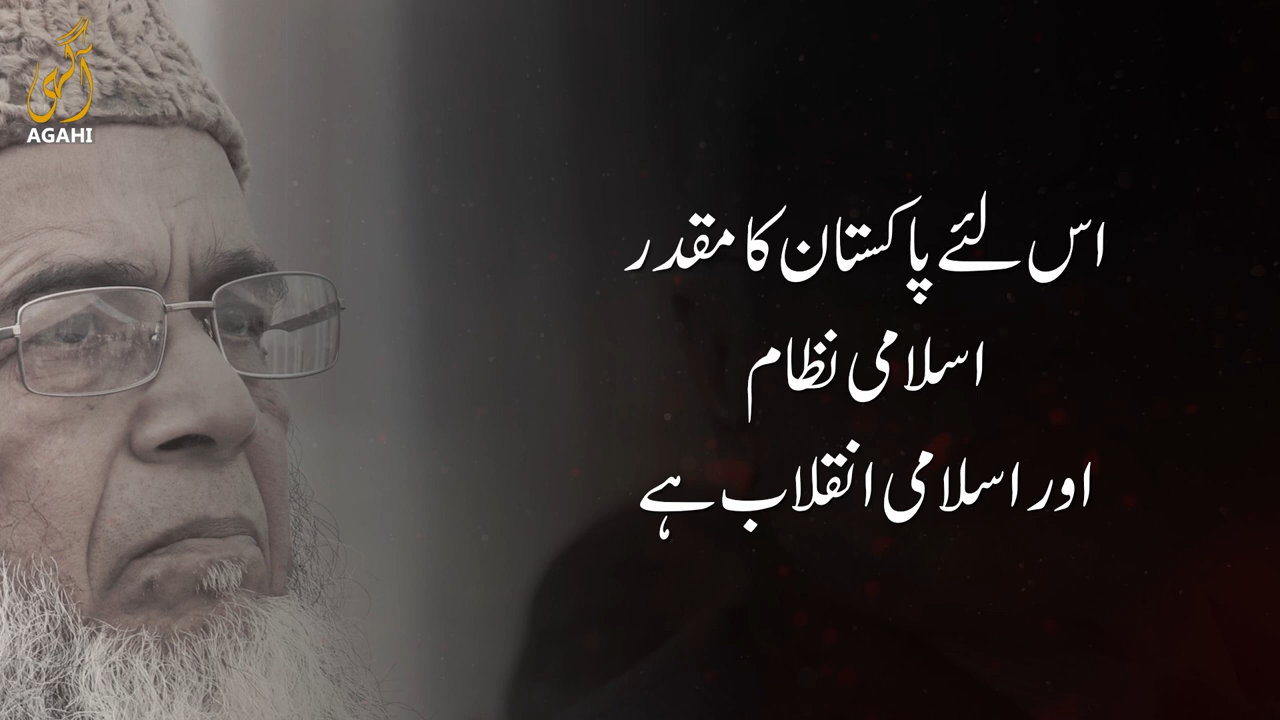 آگہی
AGAHI
اس لئے پاکستان کا مقدر
اسلامی نظام
اور اسلامی انقلاب ہے